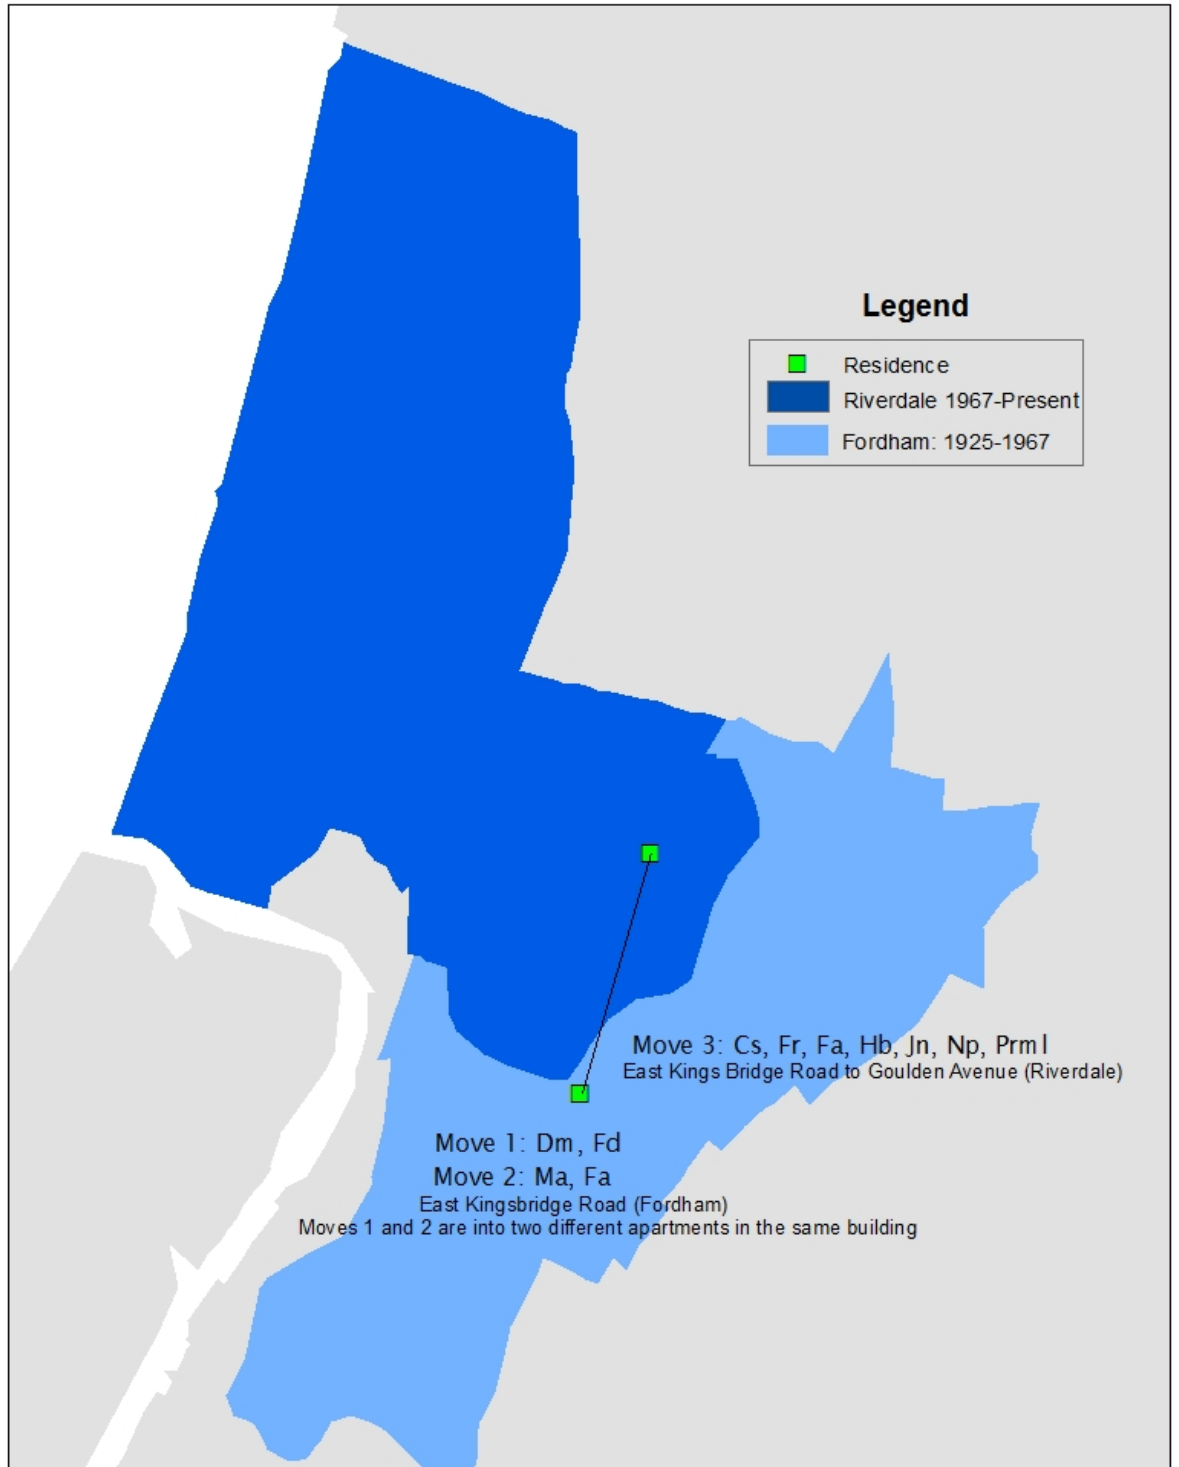 Legend
Residence
Riverdale 1967-Present
Fordham: 1925-1967
Move 3: Cs, Fr, Fa, Hb, Jn, Np, Prml
East Kings Bridge Road to Goulden Avenue (Riverdale)
Move 1: Dm, Fd
Move 2: Ma, Fa
East Kingsbridge Road (Fordham)
Moves 1 and 2 are into two different apartments in the same building